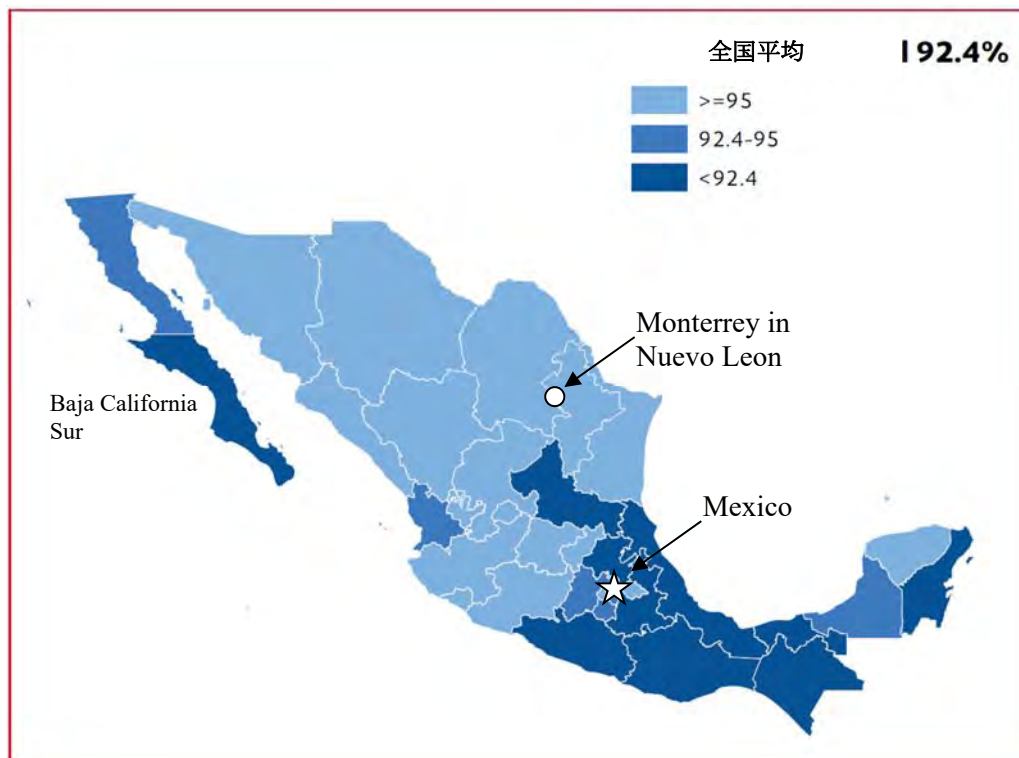 全国平均 192.4%
>=95
92.4-95
<92.4
Monterrey in
Nuevo Leon
Baja California
Sur
Mexico